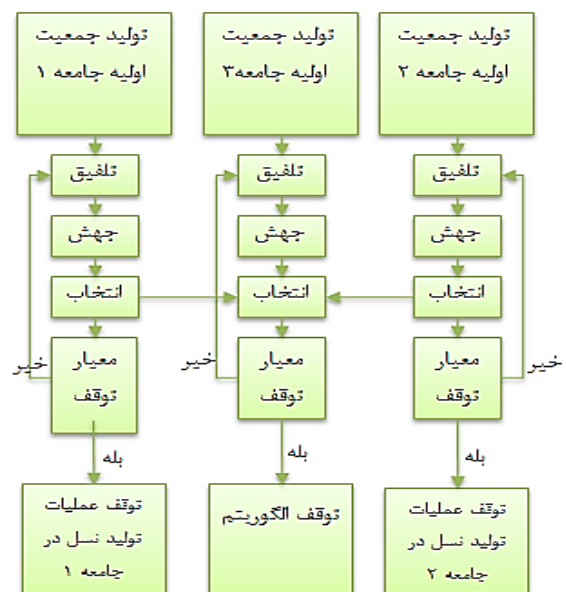 تولید جمعیت
اولیه جامعه ۱
تلفیق
جهش
انتخاب
معیار
توقف
خیر
بله
توقف عملیات
تولید نسل در
جامعه ۱
تولید جمعیت
اولیه جامعه۳
تلفیق
جهش
انتخاب
معیار
توقف
خیر
بله
توقف الگوریتم
تولید جمعیت
اولیه جامعه ۲
تلفیق
جهش
انتخاب
معیار
توقف
خیر
بله
توقف عملیات
تولید نسل در
جامعه ۲